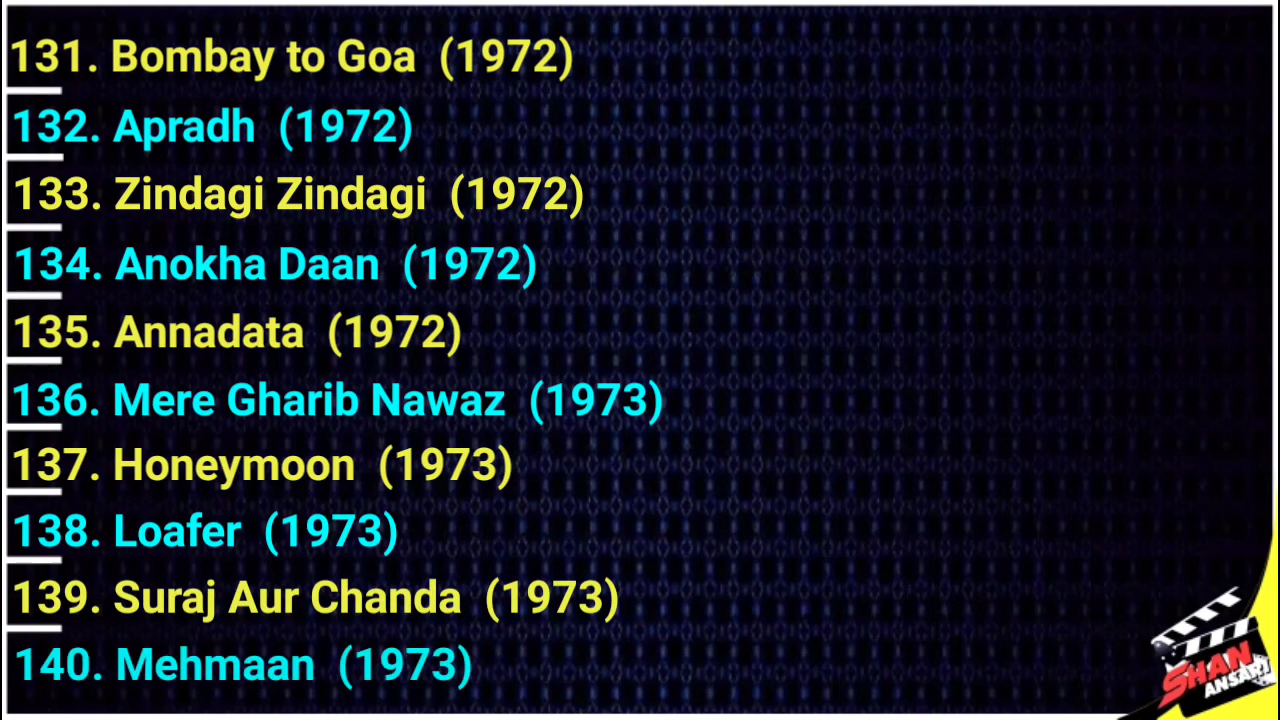 131. Bombay to Goa (1972)
132. Apradh (1972)
133. Zindagi Zindagi (1972)
134. Anokha Daan (1972)
135. Annadata (1972)
136. Mere Gharib Nawaz (1973)
137. Honeymoon (1973)
138. Loafer (1973)
139. Suraj Aur Chanda (1973)
140. Mehmaan (1973)
SHAN
ANSARI